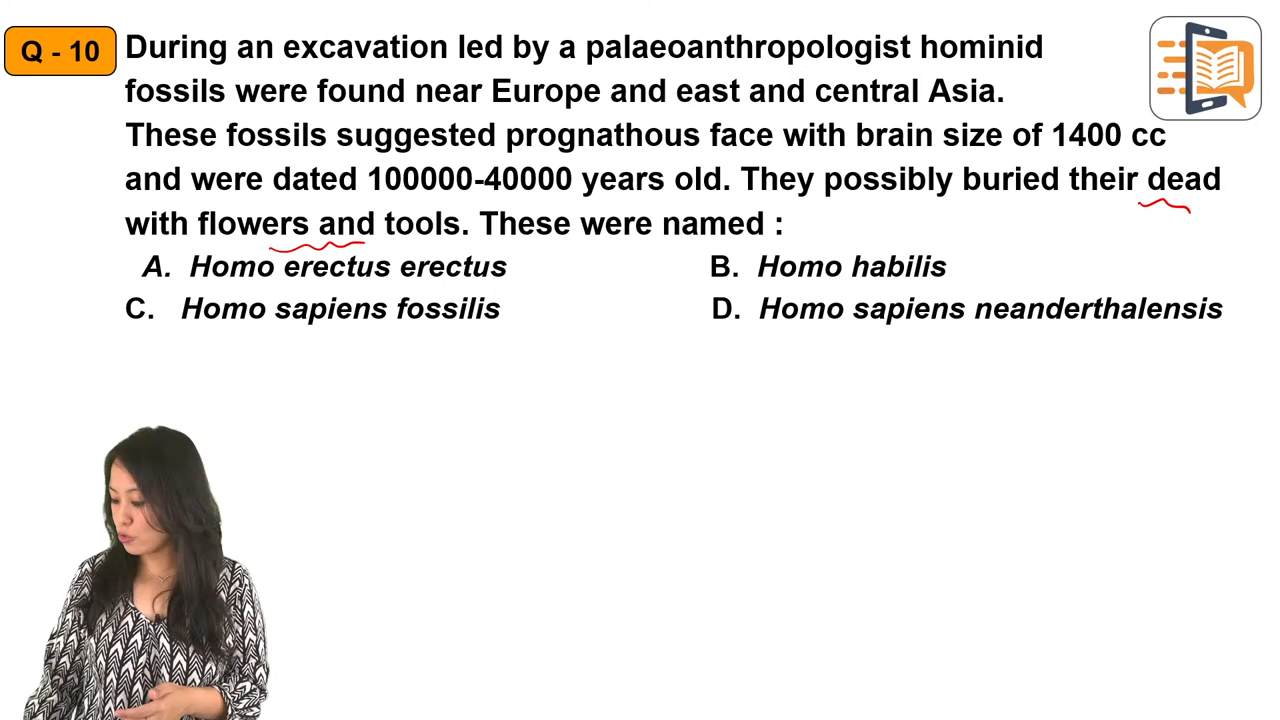 Q - 10
During an excavation led by a palaeoanthropologist hominid
fossils were found near Europe and east and central Asia.
These fossils suggested prognathous face with brain size of 1400 cc
and were dated 100000-40000 years old. They possibly buried their dead
with flowers and tools. These were named :
A. Homo erectus erectus
B. Homo habilis
C. Homo sapiens fossilis
D. Homo sapiens neanderthalensis